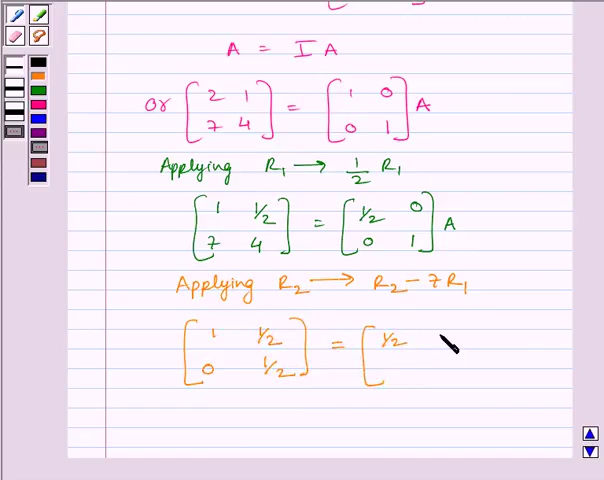 A = I A
Or [ 2 1 ; 7 4 ] = [ 1 0 ; 0 1 ] A
Applying R₁ → 1/2 R₁
[ 1 1/2 ; 7 4 ] = [ 1/2 0 ; 0 1 ] A
Applying R₂ → R₂ - 7R₁
[ 1 1/2 ; 0 1/2 ] = [ 1/2